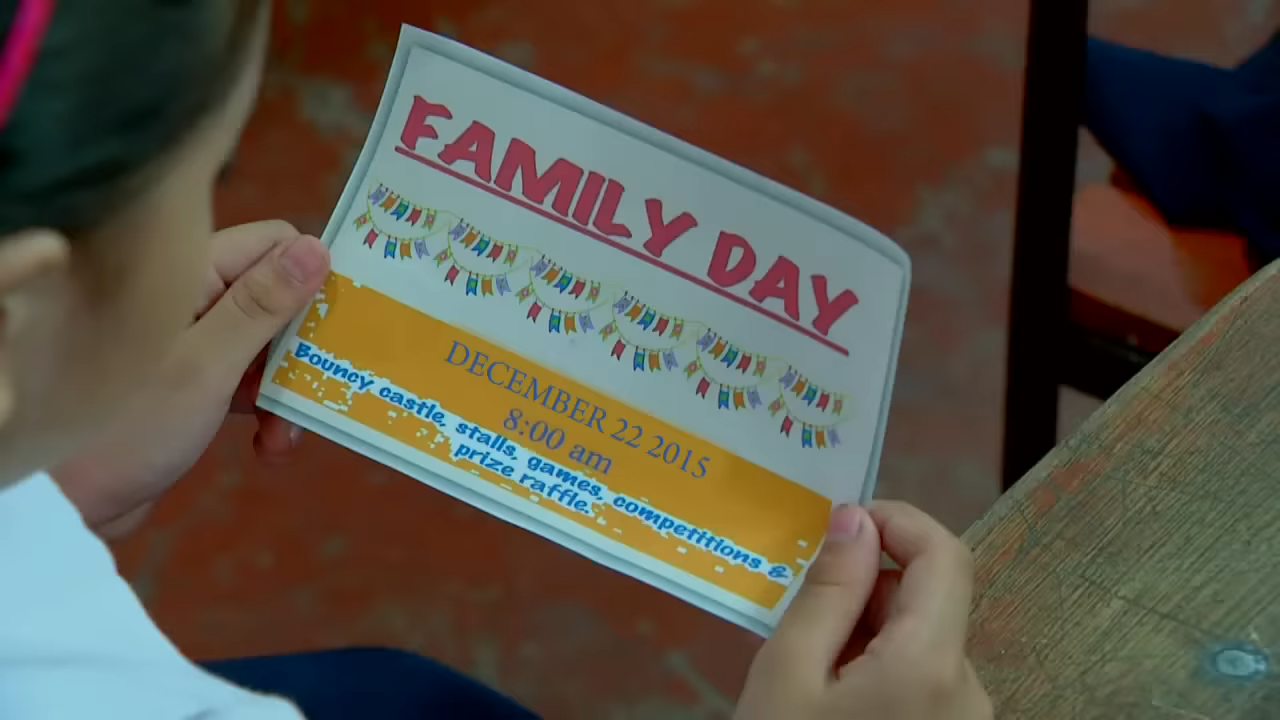 FAMILY DAY
DECEMBER 22 2015
8:00 am
Bouncy castle, stalls, games, competitions &
prize raffle.